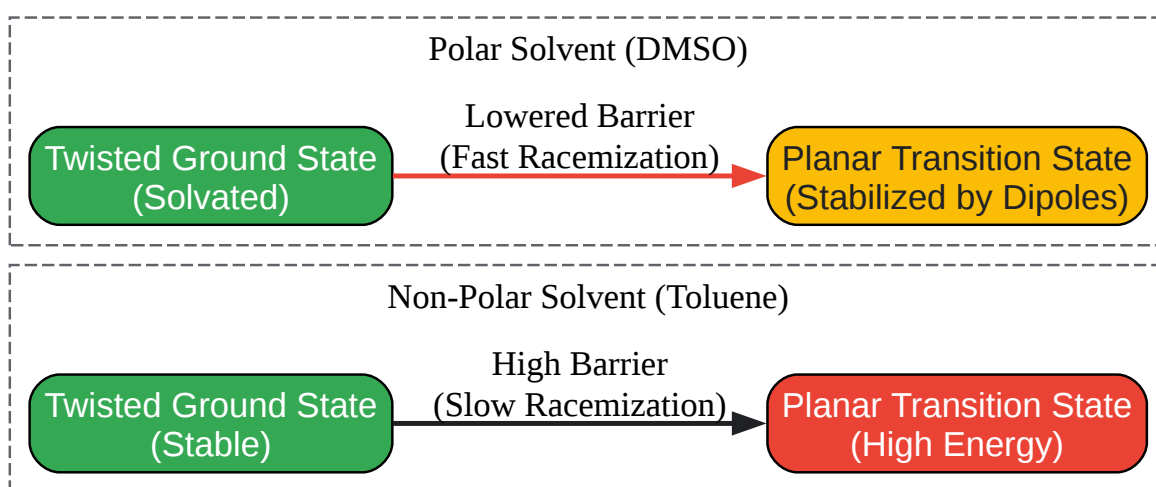 Polar Solvent (DMSO)
Lowered Barrier
(Fast Racemization)
Twisted Ground State
(Solvated)
Planar Transition State
(Stabilized by Dipoles)
Non-Polar Solvent (Toluene)
High Barrier
(Slow Racemization)
Twisted Ground State
(Stable)
Planar Transition State
(High Energy)